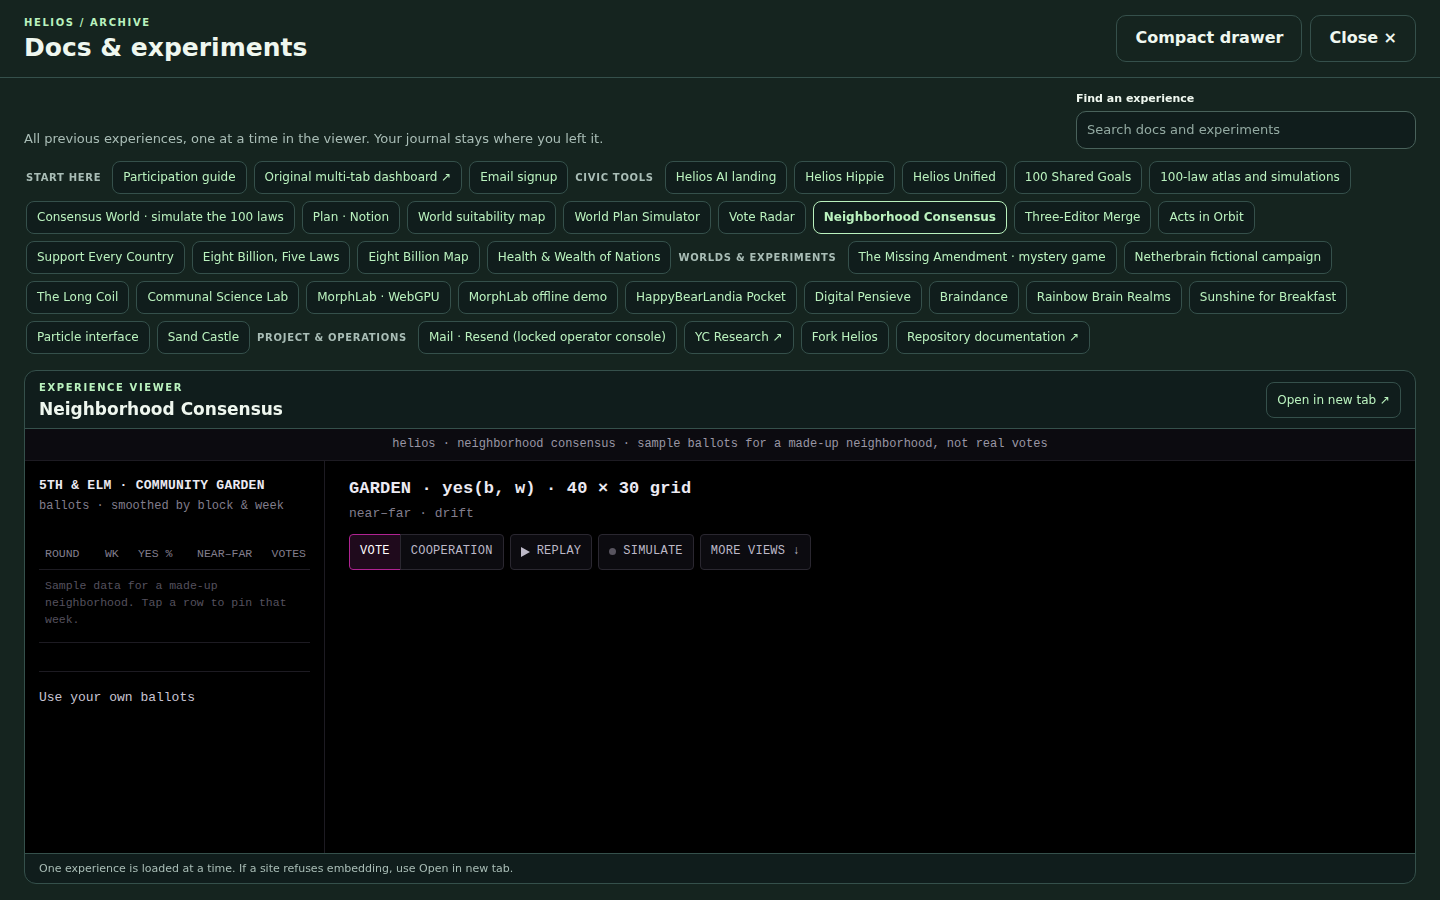 HELIOS / ARCHIVE
Docs & experiments
Compact drawer
Close ×
Find an experience
Search docs and experiments
All previous experiences, one at a time in the viewer. Your journal stays where you left it.
START HERE Participation guide Original multi-tab dashboard ↗ Email signup CIVIC TOOLS Helios AI landing Helios Hippie Helios Unified 100 Shared Goals 100-law atlas and simulations
Consensus World · simulate the 100 laws Plan · Notion World suitability map World Plan Simulator Vote Radar Neighborhood Consensus Three-Editor Merge Acts in Orbit
Support Every Country Eight Billion, Five Laws Eight Billion Map Health & Wealth of Nations WORLDS & EXPERIMENTS The Missing Amendment · mystery game Netherbrain fictional campaign
The Long Coil Communal Science Lab MorphLab · WebGPU MorphLab offline demo HappyBearLandia Pocket Digital Pensieve Braindance Rainbow Brain Realms Sunshine for Breakfast
Particle interface Sand Castle PROJECT & OPERATIONS Mail · Resend (locked operator console) YC Research ↗ Fork Helios Repository documentation ↗
EXPERIENCE VIEWER
Neighborhood Consensus
Open in new tab ↗
helios · neighborhood consensus · sample ballots for a made-up neighborhood, not real votes
5TH & ELM · COMMUNITY GARDEN
ballots · smoothed by block & week
ROUND WK YES % NEAR–FAR VOTES
Sample data for a made-up
neighborhood. Tap a row to pin that
week.
Use your own ballots
GARDEN · yes(b, w) · 40 × 30 grid
near–far · drift
VOTE COOPERATION ▶ REPLAY ● SIMULATE MORE VIEWS ↓
One experience is loaded at a time. If a site refuses embedding, use Open in new tab.